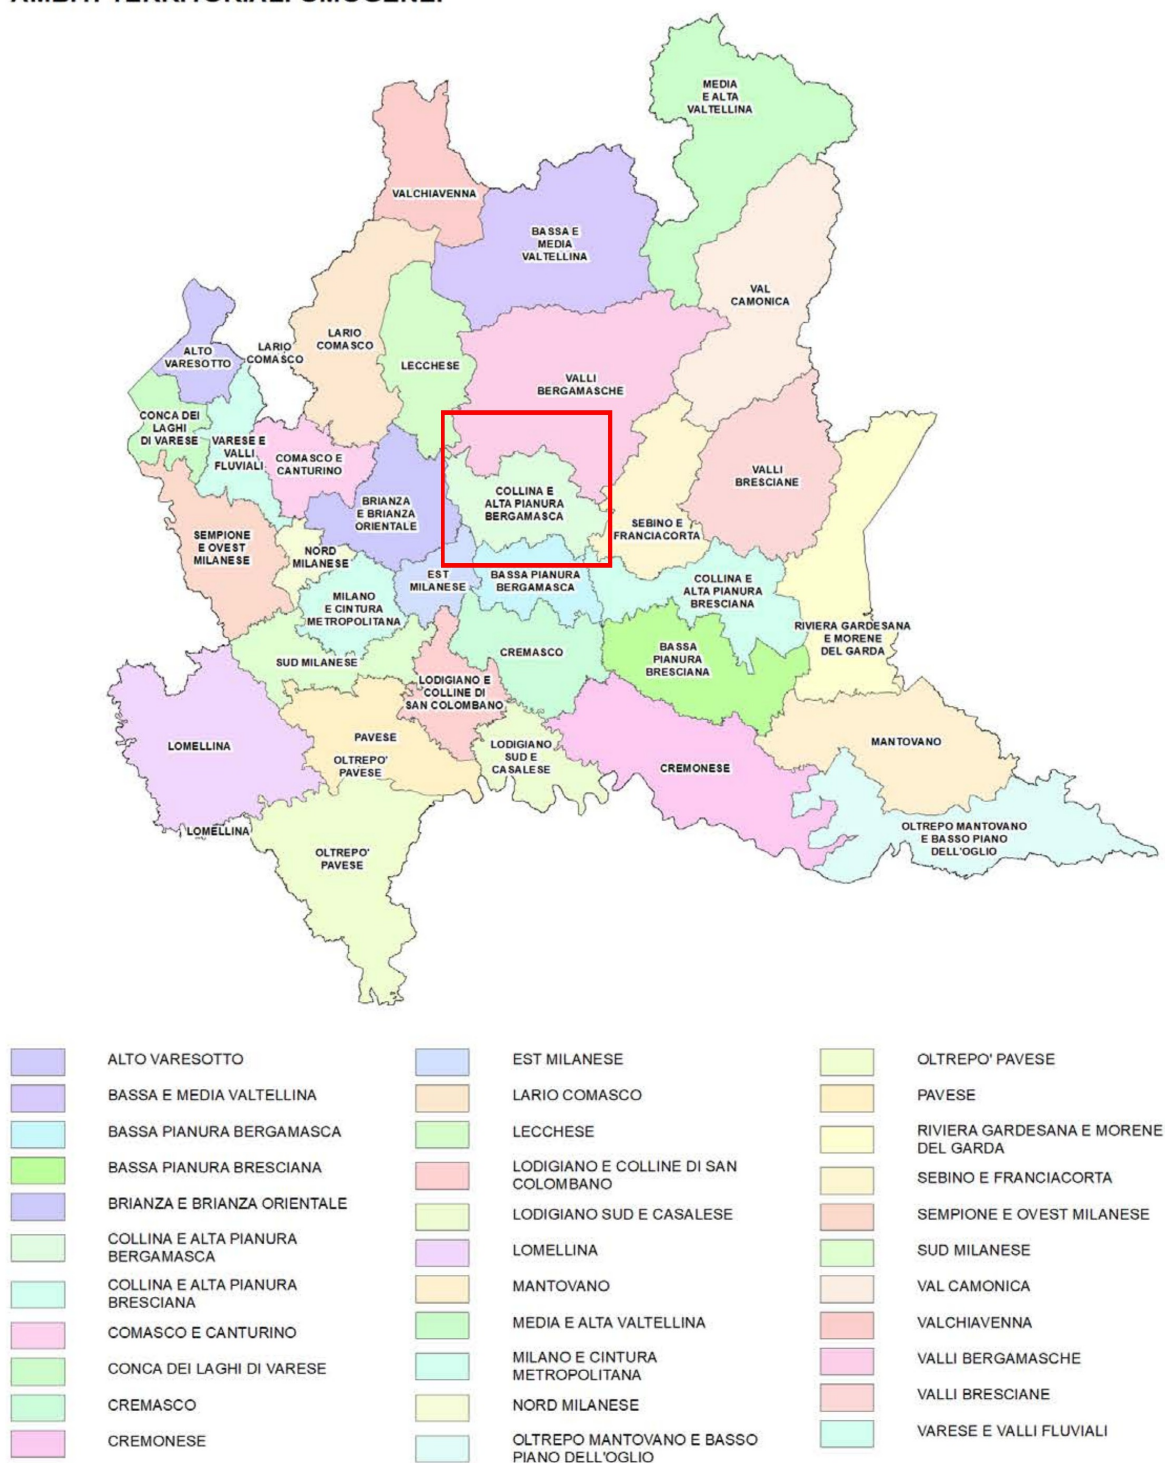 AMBITI TERRITORIALI OMOGENEI
MEDIA
E ALTA
VALTELLINA
VALCHIAVENNA
BASSA E
MEDIA
VALTELLINA
VAL
CAMONICA
LARIO
COMASCO
LARIO
COMASCO
ALTO
VARESOTTO
LECCHESE
VALLI
BERGAMASCHE
CONCA DEI
LAGHI
DI VARESE
VARESE E
VALLI
FLUVIALI
COMASCO E
CANTURINO
BRIANZA
E BRIANZA
ORIENTALE
COLLINA E
ALTA PIANURA
BERGAMASCA
VALLI
BRESCIANE
SEBINO E
FRANCIACORTA
SEMPIONE
E OVEST
MILANESE
NORD
MILANESE
EST
MILANESE
BASSA PIANURA
BERGAMASCA
COLLINA E
ALTA PIANURA
BRESCIANA
MILANO
E CINTURA
METROPOLITANA
RIVIERA GARDESANA
E MORENE
DEL GARDA
SUD MILANESE
CREMASCO
BASSA
PIANURA
BRESCIANA
LODIGIANO E
COLLINE DI
SAN COLOMBANO
LOMELLINA
PAVESE
OLTREPO'
PAVESE
LODIGIANO
SUD E
CASALESE
CREMONESE
MANTOVANO
LOMELLINA
OLTREPO'
PAVESE
OLTREPO MANTOVANO
E BASSO PIANO
DELL'OGLIO
ALTO VARESOTTO
BASSA E MEDIA VALTELLINA
BASSA PIANURA BERGAMASCA
BASSA PIANURA BRESCIANA
BRIANZA E BRIANZA ORIENTALE
COLLINA E ALTA PIANURA
BERGAMASCA
COLLINA E ALTA PIANURA
BRESCIANA
COMASCO E CANTURINO
CONCA DEI LAGHI DI VARESE
CREMASCO
CREMONESE
EST MILANESE
LARIO COMASCO
LECCHESE
LODIGIANO E COLLINE DI SAN
COLOMBANO
LODIGIANO SUD E CASALESE
LOMELLINA
MANTOVANO
MEDIA E ALTA VALTELLINA
MILANO E CINTURA
METROPOLITANA
NORD MILANESE
OLTREPO MANTOVANO E BASSO
PIANO DELL'OGLIO
OLTREPO' PAVESE
PAVESE
RIVIERA GARDESANA E MORENE
DEL GARDA
SEBINO E FRANCIACORTA
SEMPIONE E OVEST MILANESE
SUD MILANESE
VAL CAMONICA
VALCHIAVENNA
VALLI BERGAMASCHE
VALLI BRESCIANE
VARESE E VALLI FLUVIALI